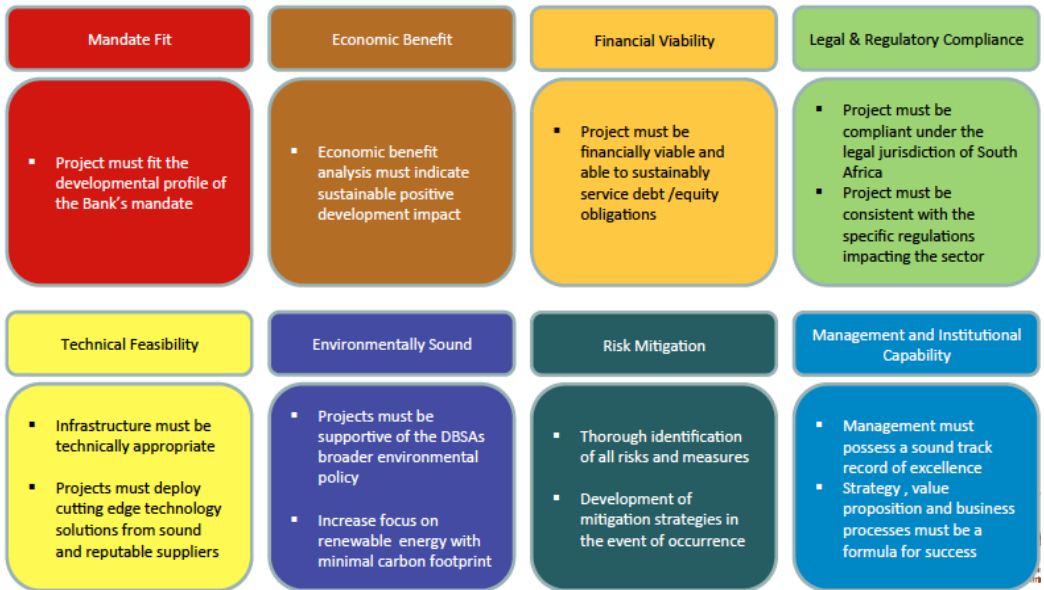 Mandate Fit
▪ Project must fit the
developmental profile of
the Bank's mandate
Economic Benefit
▪ Economic benefit
analysis must indicate
sustainable positive
development impact
Financial Viability
▪ Project must be
financially viable and
able to sustainably
service debt /equity
obligations
Legal & Regulatory Compliance
▪ Project must be
compliant under the
legal jurisdiction of South
Africa
▪ Project must be
consistent with the
specific regulations
impacting the sector
Technical Feasibility
▪ Infrastructure must be
technically appropriate
▪ Projects must deploy
cutting edge technology
solutions from sound
and reputable suppliers
Environmentally Sound
▪ Projects must be
supportive of the DBSAs
broader environmental
policy
▪ Increase focus on
renewable energy with
minimal carbon footprint
Risk Mitigation
▪ Thorough identification
of all risks and measures
▪ Development of
mitigation strategies in
the event of occurrence
Management and Institutional
Capability
▪ Management must
possess a sound track
record of excellence
▪ Strategy , value
proposition and business
processes must be a
formula for success